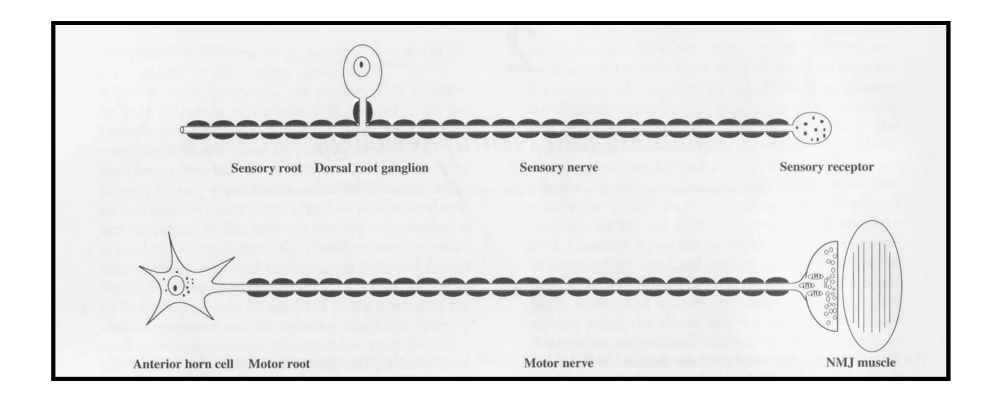 Sensory root Dorsal root ganglion Sensory nerve Sensory receptor
Anterior horn cell Motor root Motor nerve NMJ muscle